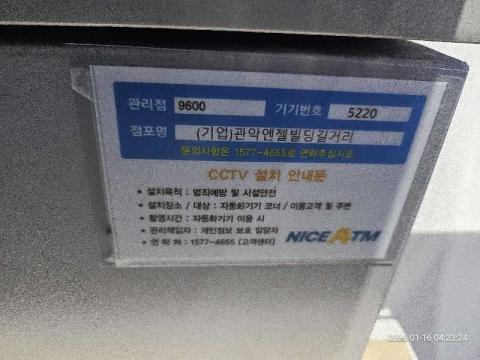 관리점 9600 기기번호 5220
점포명 (기업)관악엔젤빌딩길거리
문의사항은 1577-4655로 연락주십시오.
CCTV 설치 안내문
• 설치목적 : 범죄예방 및 시설안전
• 설치장소 / 대상 : 자동화기기 코너 / 이용고객 및 주변
• 촬영시간 : 자동화기기 이용 시
• 관리책임자 : 개인정보 보호 담당자
• 연 락 처 : 1577-4655 (고객센터)
NICE ATM
2026-01-16 04:23:24